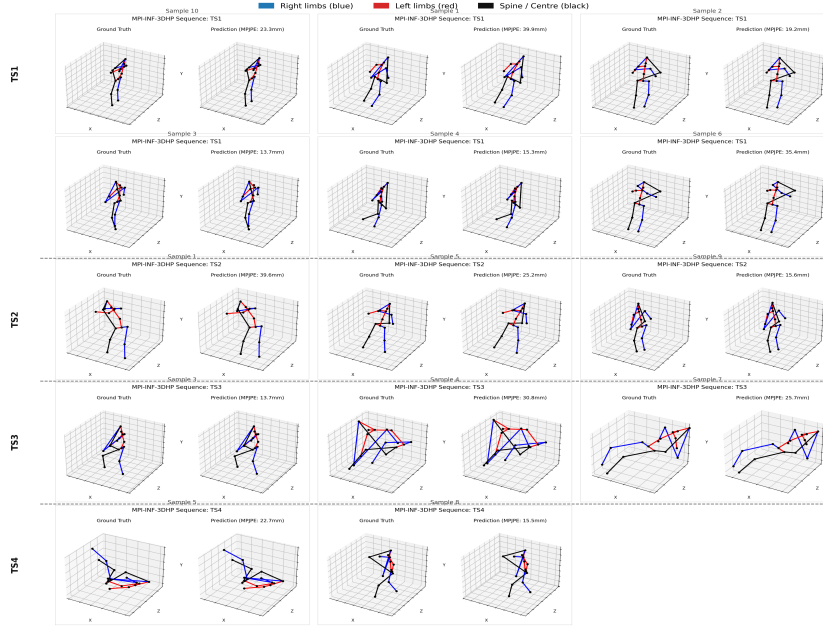 Right limbs (blue) Left limbs (red) Spine / Centre (black)
Sample 10 Sample 1 Sample 2
TS1
MPI-INF-3DHP Sequence: TS1 MPI-INF-3DHP Sequence: TS1 MPI-INF-3DHP Sequence: TS1
Ground Truth Prediction (MPJPE: 23.3mm) Ground Truth Prediction (MPJPE: 39.9mm) Ground Truth Prediction (MPJPE: 19.2mm)
Y Y Y
Z Z Z Z Z Z
X X X X X X
Sample 3 Sample 4 Sample 6
MPI-INF-3DHP Sequence: TS1 MPI-INF-3DHP Sequence: TS1 MPI-INF-3DHP Sequence: TS1
Ground Truth Prediction (MPJPE: 13.7mm) Ground Truth Prediction (MPJPE: 15.3mm) Ground Truth Prediction (MPJPE: 35.4mm)
Y Y Y
Z Z Z Z Z Z
X X X X X X
Sample 1 Sample 5 Sample 9
TS2
MPI-INF-3DHP Sequence: TS2 MPI-INF-3DHP Sequence: TS2 MPI-INF-3DHP Sequence: TS2
Ground Truth Prediction (MPJPE: 39.6mm) Ground Truth Prediction (MPJPE: 25.2mm) Ground Truth Prediction (MPJPE: 15.6mm)
Y Y Y
Z Z Z Z Z Z
X X X X X X
Sample 3 Sample 4 Sample
TS3
MPI-INF-3DHP Sequence: TS3 MPI-INF-3DHP Sequence: TS3 MPI-INF-3DHP Sequence: TS3
Ground Truth Prediction (MPJPE: 13.7mm) Ground Truth Prediction (MPJPE: 30.8mm) Ground Truth Prediction (MPJPE: 25.7mm)
Y Y Y
Z Z Z Z Z Z
X X X X X X
Sample 5 Sample 8
TS4
MPI-INF-3DHP Sequence: TS4 MPI-INF-3DHP Sequence: TS4
Ground Truth Prediction (MPJPE: 22.7mm) Ground Truth Prediction (MPJPE: 15.5mm)
Y Y
Z Z Z Z
X X X X